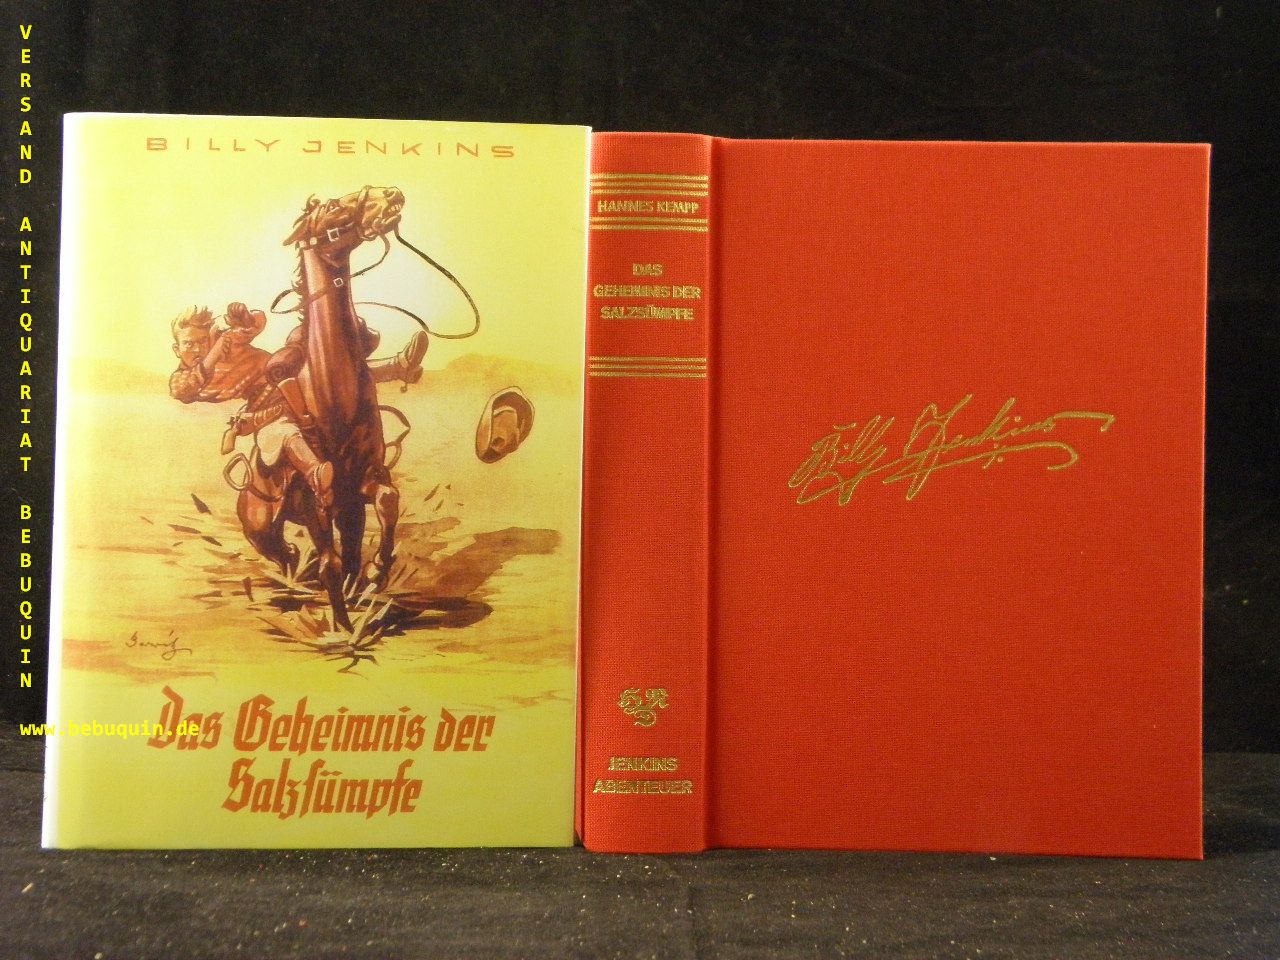 VERSAND ANTIQUARIAT BEBUQUIN
www.bebuquin.de
BILLY JENKINS
Das Geheimnis der
Salzsümpfe
HANNES KEMPP
DAS
GEHEIMNIS DER
SALZSÜMPFE
JENKINS
ABENTEUER
Billy Jenkins